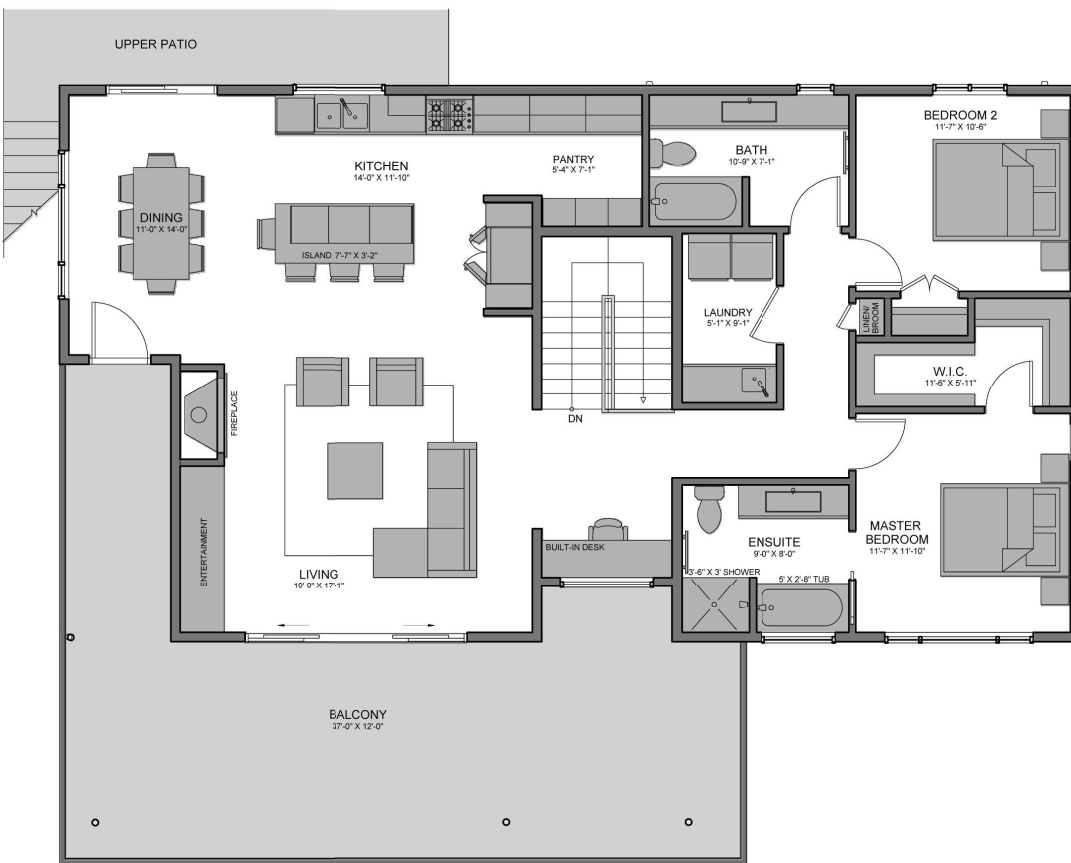 UPPER PATIO
BEDROOM 2
11'-7" X 10'-6"
BATH
10'-9" X 7'-1"
KITCHEN
14'-0" X 11'-10"
PANTRY
5'-4" X 7'-1"
DINING
11'-0" X 14'-0"
ISLAND 7'-7" X 3'-2"
LAUNDRY
5'-1" X 9'-1"
LINEN/
BROOM
W.I.C.
11'-6" X 5'-11"
FIREPLACE
DN
MASTER
BEDROOM
11'-7" X 11'-10"
ENSUITE
9'-0" X 8'-0"
BUILT-IN DESK
ENTERTAINMENT
3'-6" X 3' SHOWER
5' X 2'-8" TUB
LIVING
X 17'-1"
BALCONY
37'-0" X 12'-0"